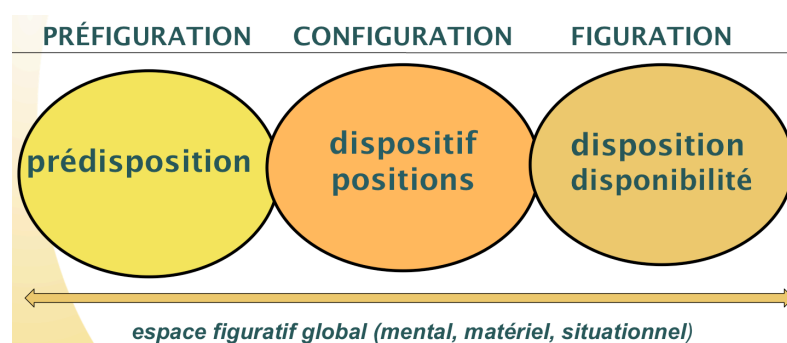 PRÉFIGURATION CONFIGURATION FIGURATION
prédisposition
dispositif
positions
disposition
disponibilité
espace figuratif global (mental, matériel, situationnel)